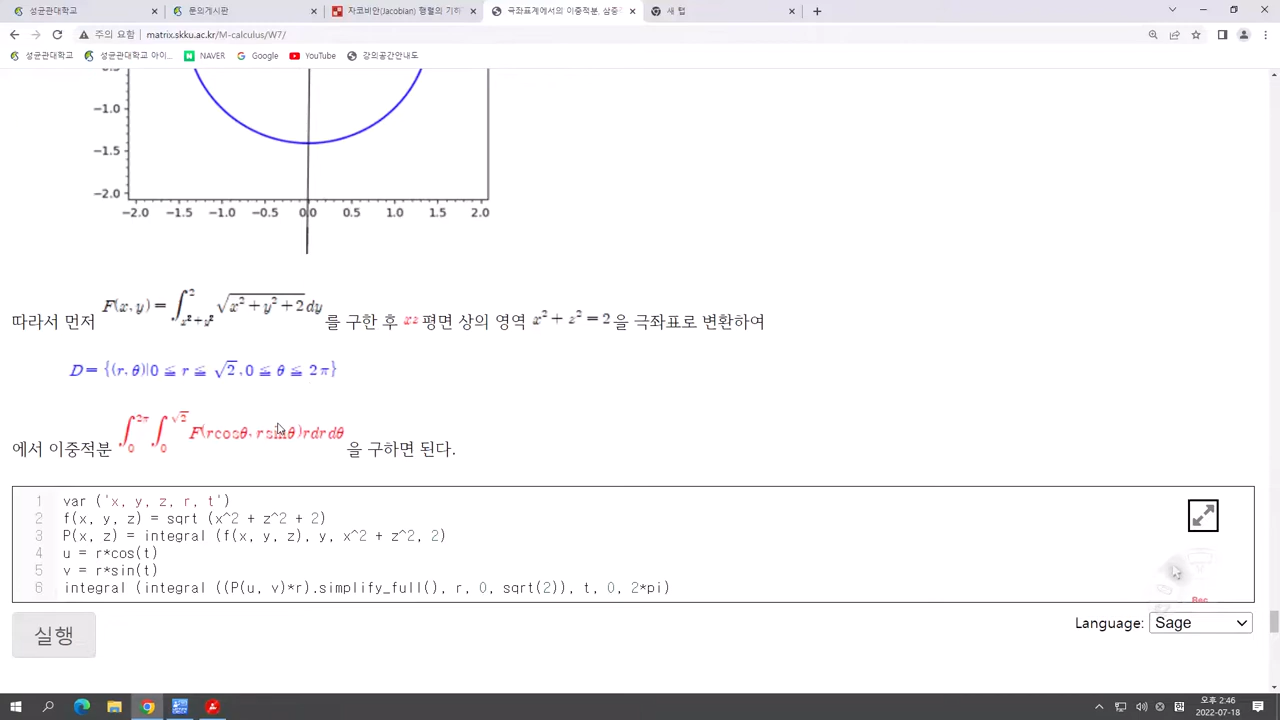 성균관대학교
문의게시판
자코비안(Jacobian) 행렬의 기하
극좌표계에서의 이중적분, 삼중
새 탭
주의 요함 matrix.skku.ac.kr/M-calculus/W7/
성균관대학교
성균관대학교 아이...
NAVER
Google
YouTube
강의공간안내도
−1.0
−1.5
−2.0
−2.0 −1.5 −1.0 −0.5 0.0 0.5 1.0 1.5 2.0
따라서 먼저 F(x, y) = ∫_{x²+y²}^{2} √(x² + y² + 2) dy 를 구한 후 xz 평면 상의 영역 x² + z² = 2 을 극좌표로 변환하여
D = {(r, θ)|0 ≦ r ≦ √2, 0 ≦ θ ≦ 2π}
에서 이중적분 ∫_0^{2π} ∫_0^{√2} F(rcosθ, rsinθ)rdrdθ 을 구하면 된다.
1 var ('x, y, z, r, t')
2 f(x, y, z) = sqrt (x^2 + z^2 + 2)
3 P(x, z) = integral (f(x, y, z), y, x^2 + z^2, 2)
4 u = r*cos(t)
5 v = r*sin(t)
6 integral (integral ((P(u, v)*r).simplify_full(), r, 0, sqrt(2)), t, 0, 2*pi)
Rec
실행
Language: Sage
오후 2:46
2022-07-18